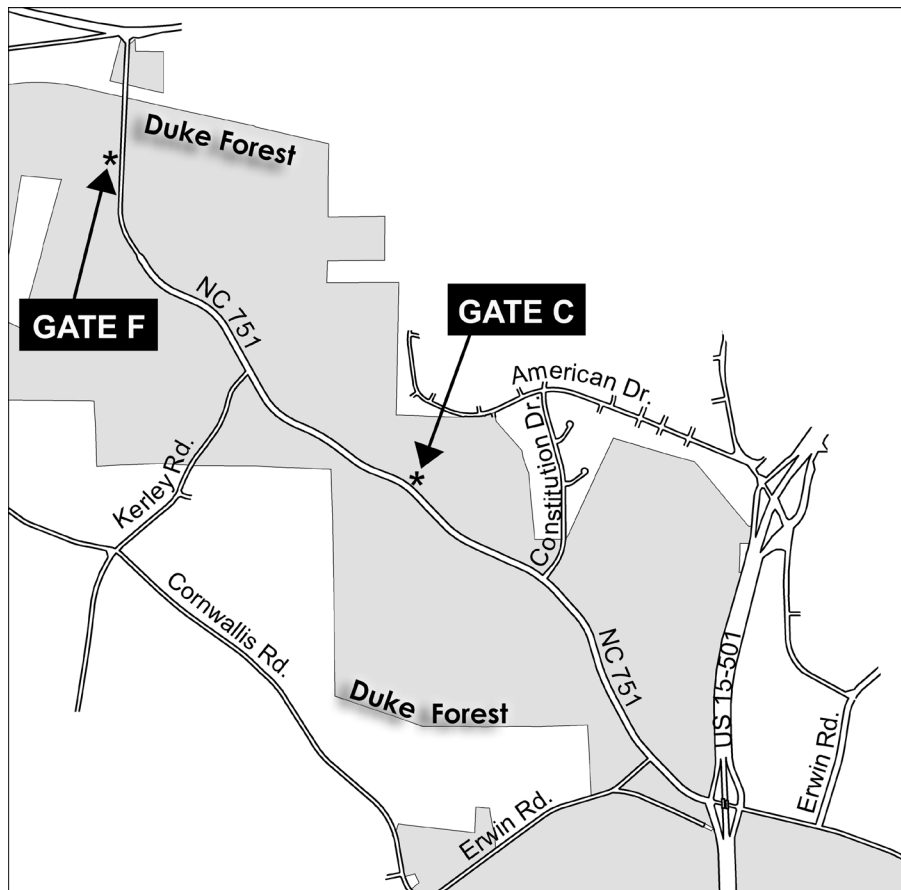 Duke Forest
*
GATE F
NC 751
GATE C
*
American Dr.
Constitution Dr.
Kerley Rd.
Cornwallis Rd.
NC 751
US 15-501
Duke Forest
Erwin Rd.
Erwin Rd.